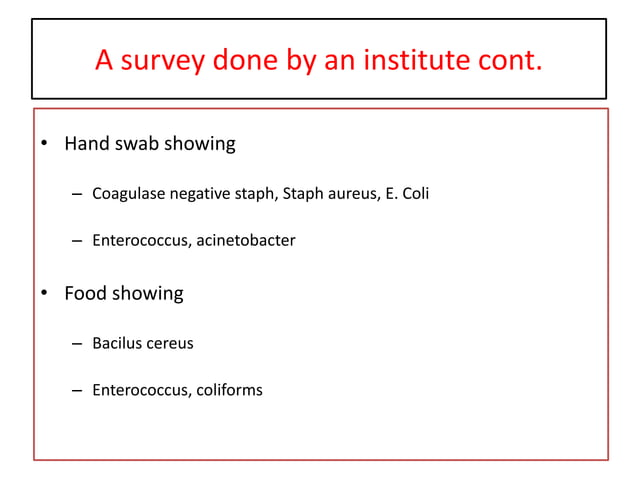 A survey done by an institute cont.
• Hand swab showing
– Coagulase negative staph, Staph aureus, E. Coli
– Enterococcus, acinetobacter
• Food showing
– Bacilus cereus
– Enterococcus, coliforms